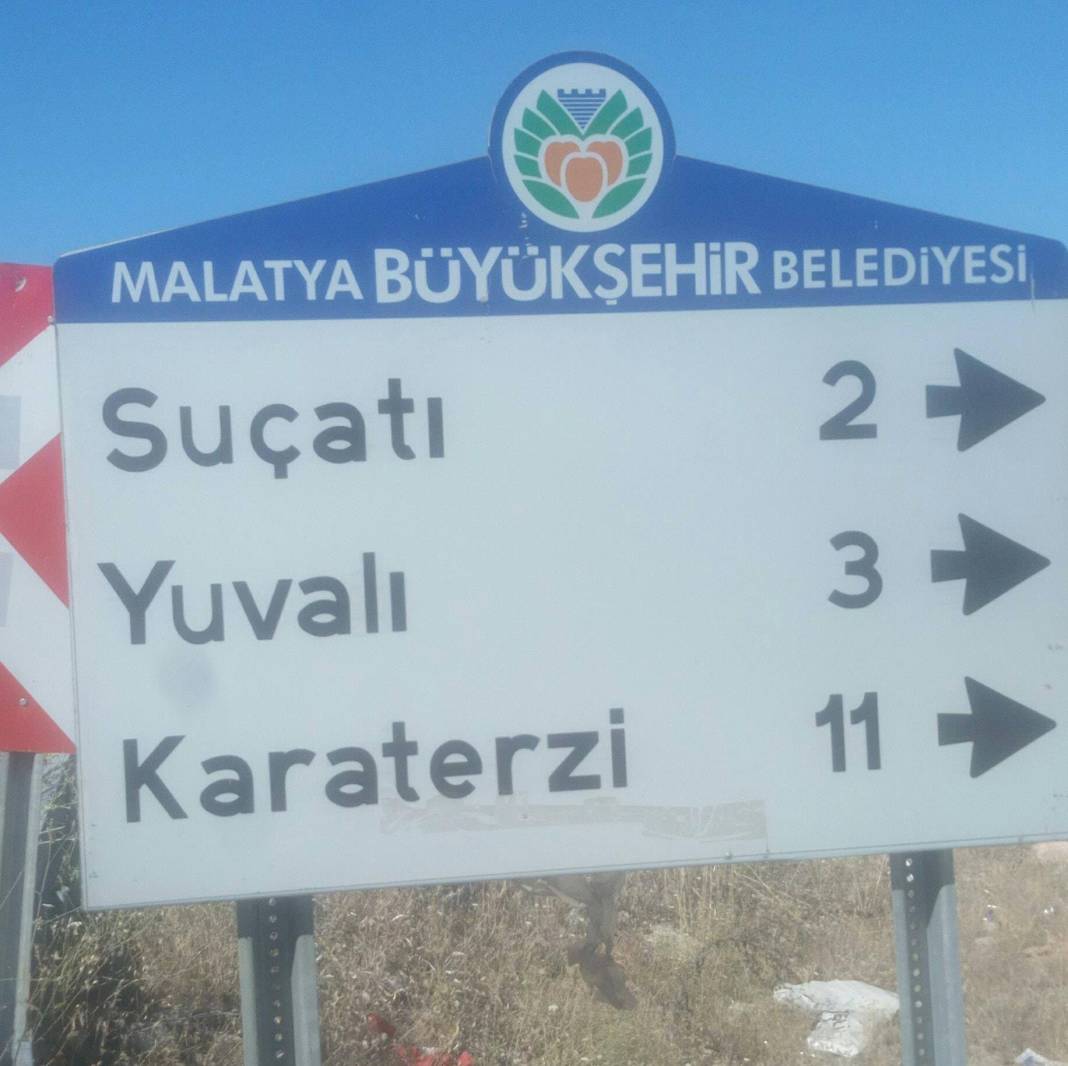 MALATYA BÜYÜKŞEHİR BELEDİYESİ
Suçatı 2
Yuvalı 3
Karaterzi 11